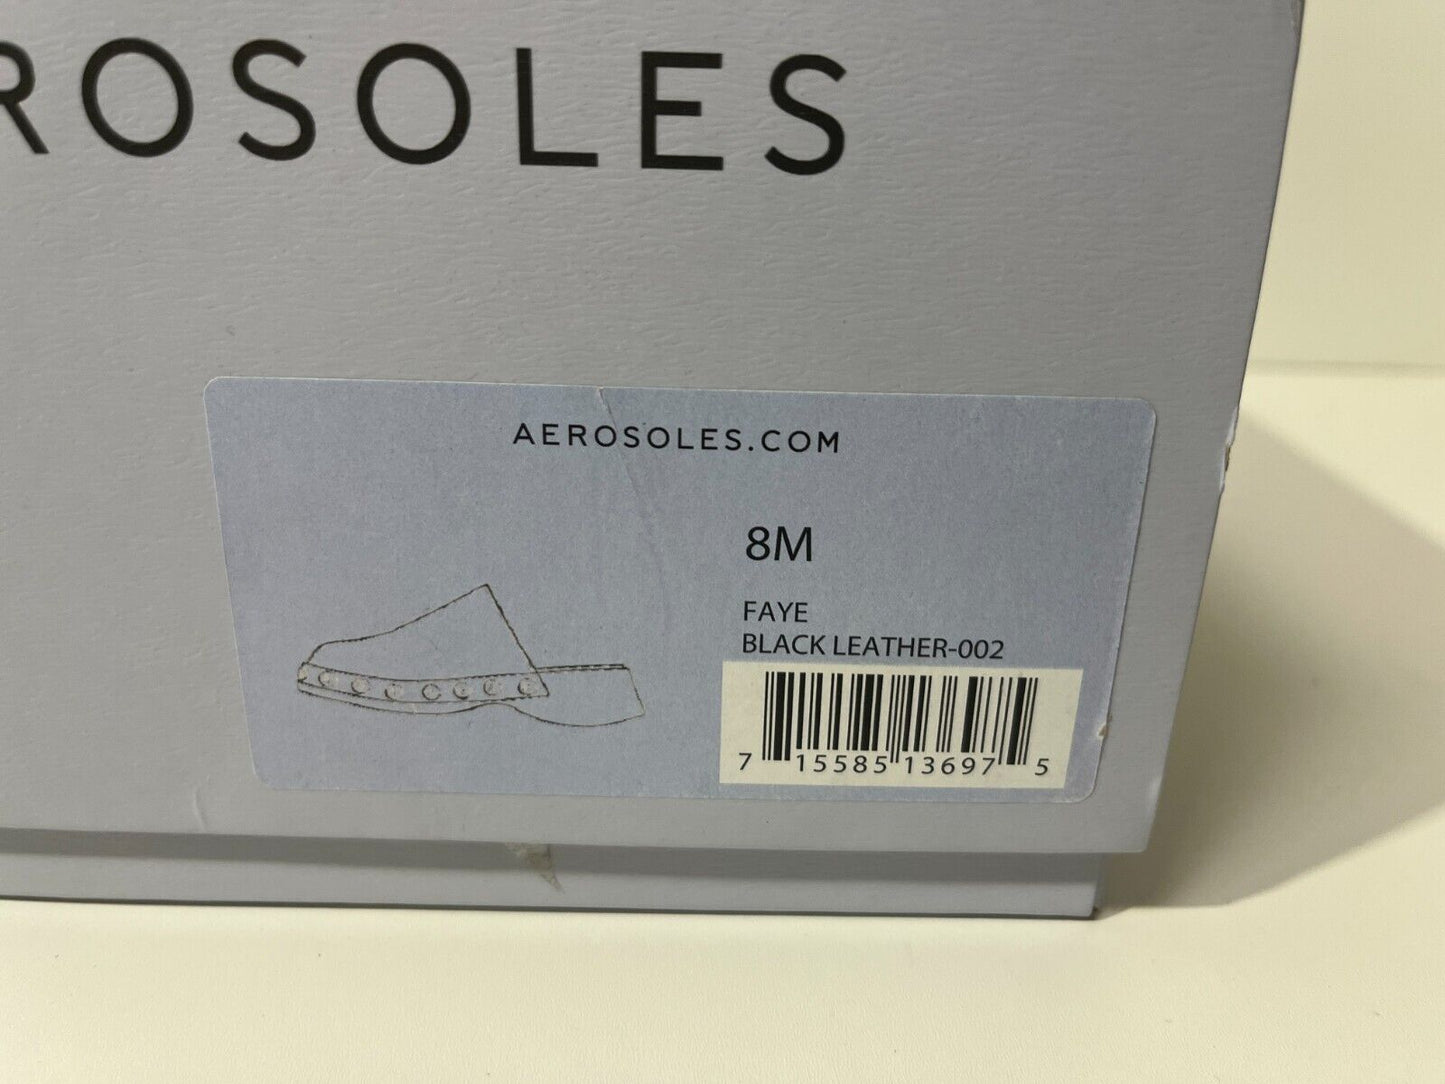 ROSOLES
AEROSOLES.COM
8M
FAYE
BLACK LEATHER-002
7 15585 13697 5